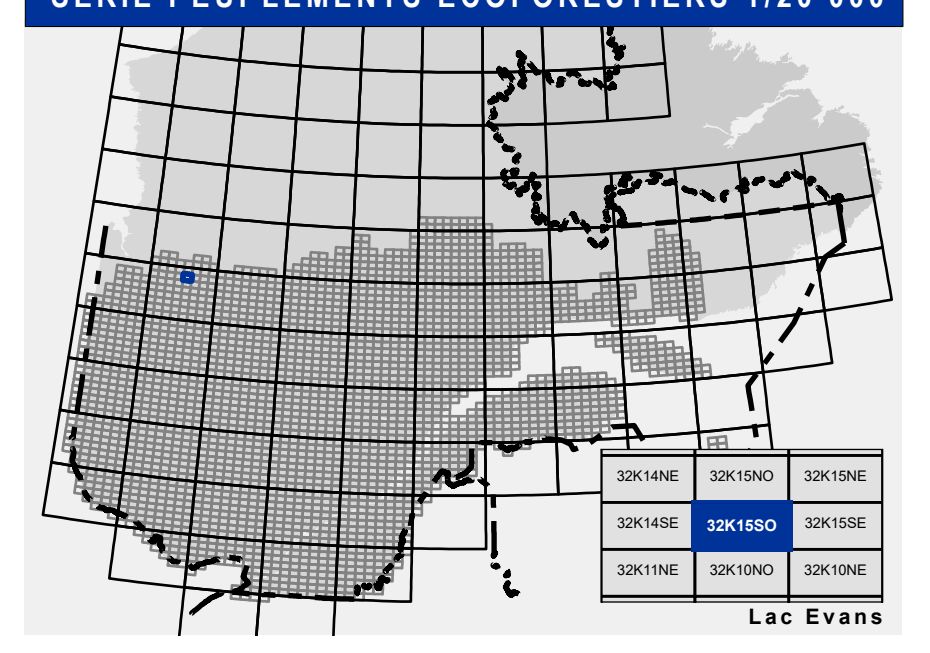 SÉRIE PEUPLEMENTS ÉCOFORESTIERS 1/20 000
32K14NE 32K15NO 32K15NE
32K14SE 32K15SO 32K15SE
32K11NE 32K10NO 32K10NE
Lac Evans